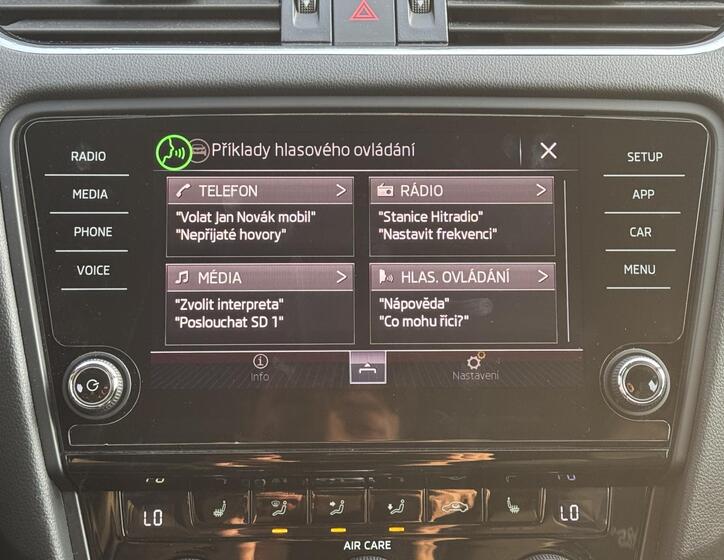 Příklady hlasového ovládání
RADIO
MEDIA
PHONE
VOICE
TELEFON
"Volat Jan Novák mobil"
"Nepřijaté hovory"
RÁDIO
"Stanice Hitradio"
"Nastavit frekvenci"
MÉDIA
"Zvolit interpreta"
"Poslouchat SD 1"
HLAS. OVLÁDÁNÍ
"Nápověda"
"Co mohu říci?"
Info
Nastavení
SETUP
APP
CAR
MENU
LO
LO
AIR CARE